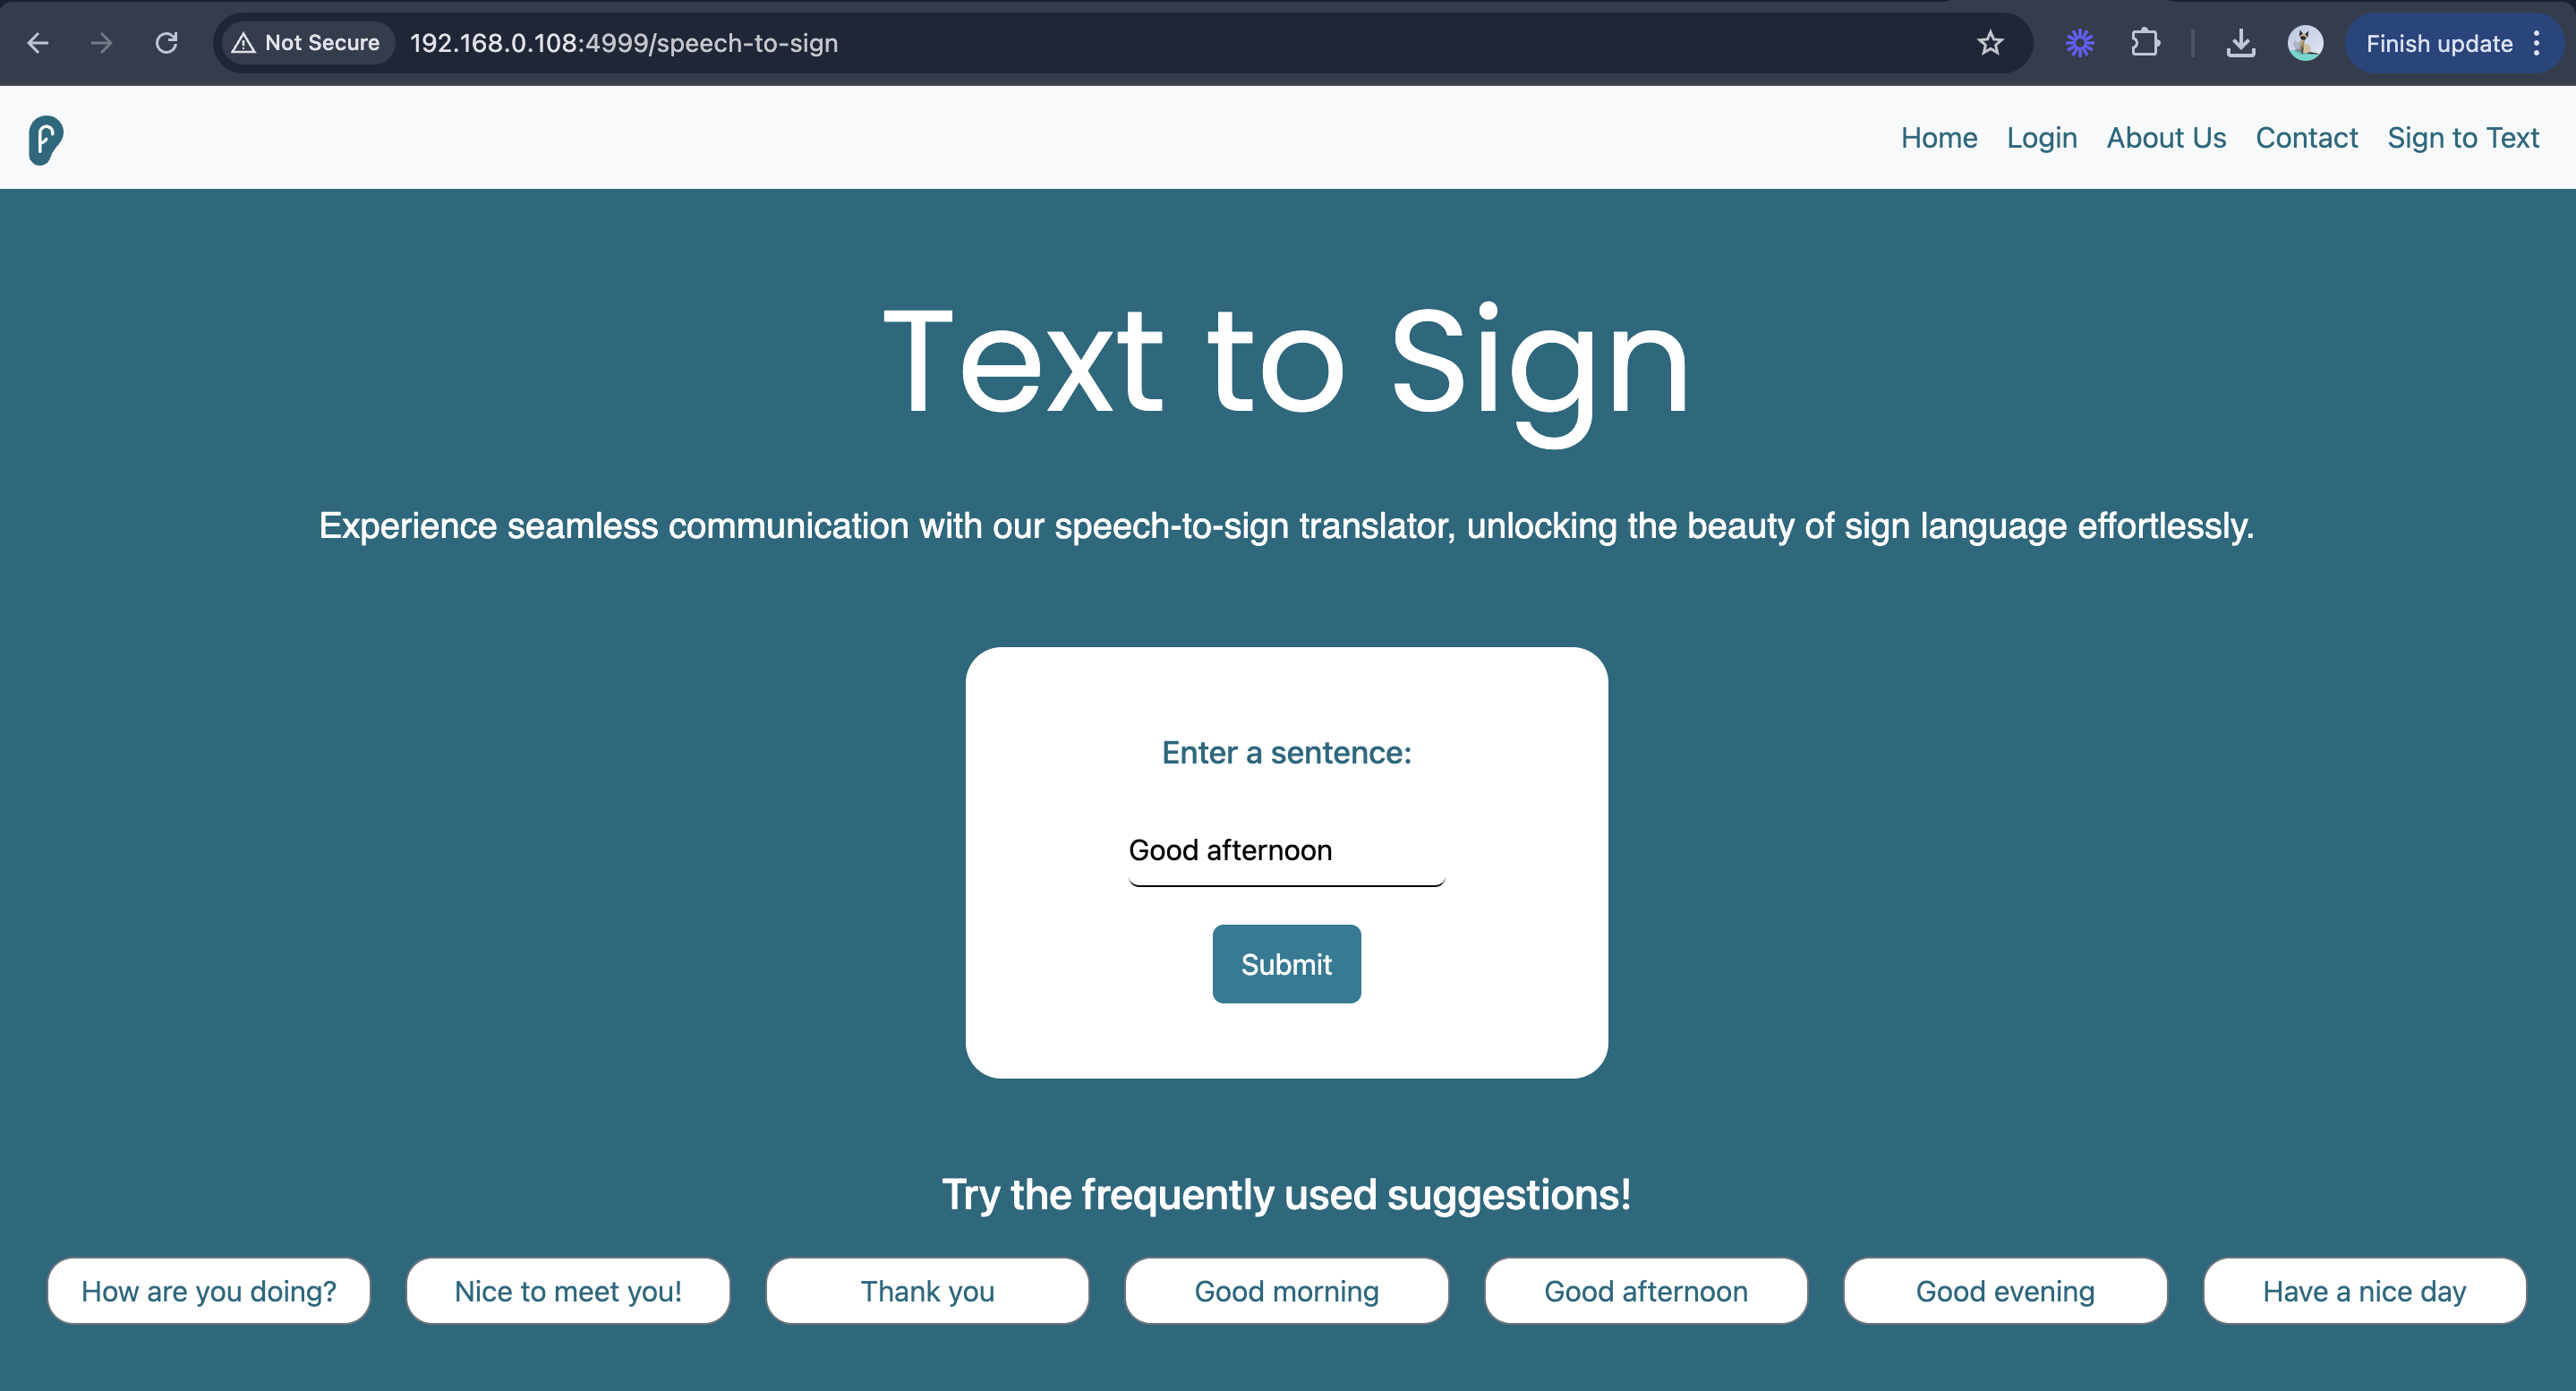 Not Secure 192.168.0.108:4999/speech-to-sign Finish update
Home Login About Us Contact Sign to Text
Text to Sign
Experience seamless communication with our speech-to-sign translator, unlocking the beauty of sign language effortlessly.
Enter a sentence:
Good afternoon
Submit
Try the frequently used suggestions!
How are you doing? Nice to meet you! Thank you Good morning Good afternoon Good evening Have a nice day